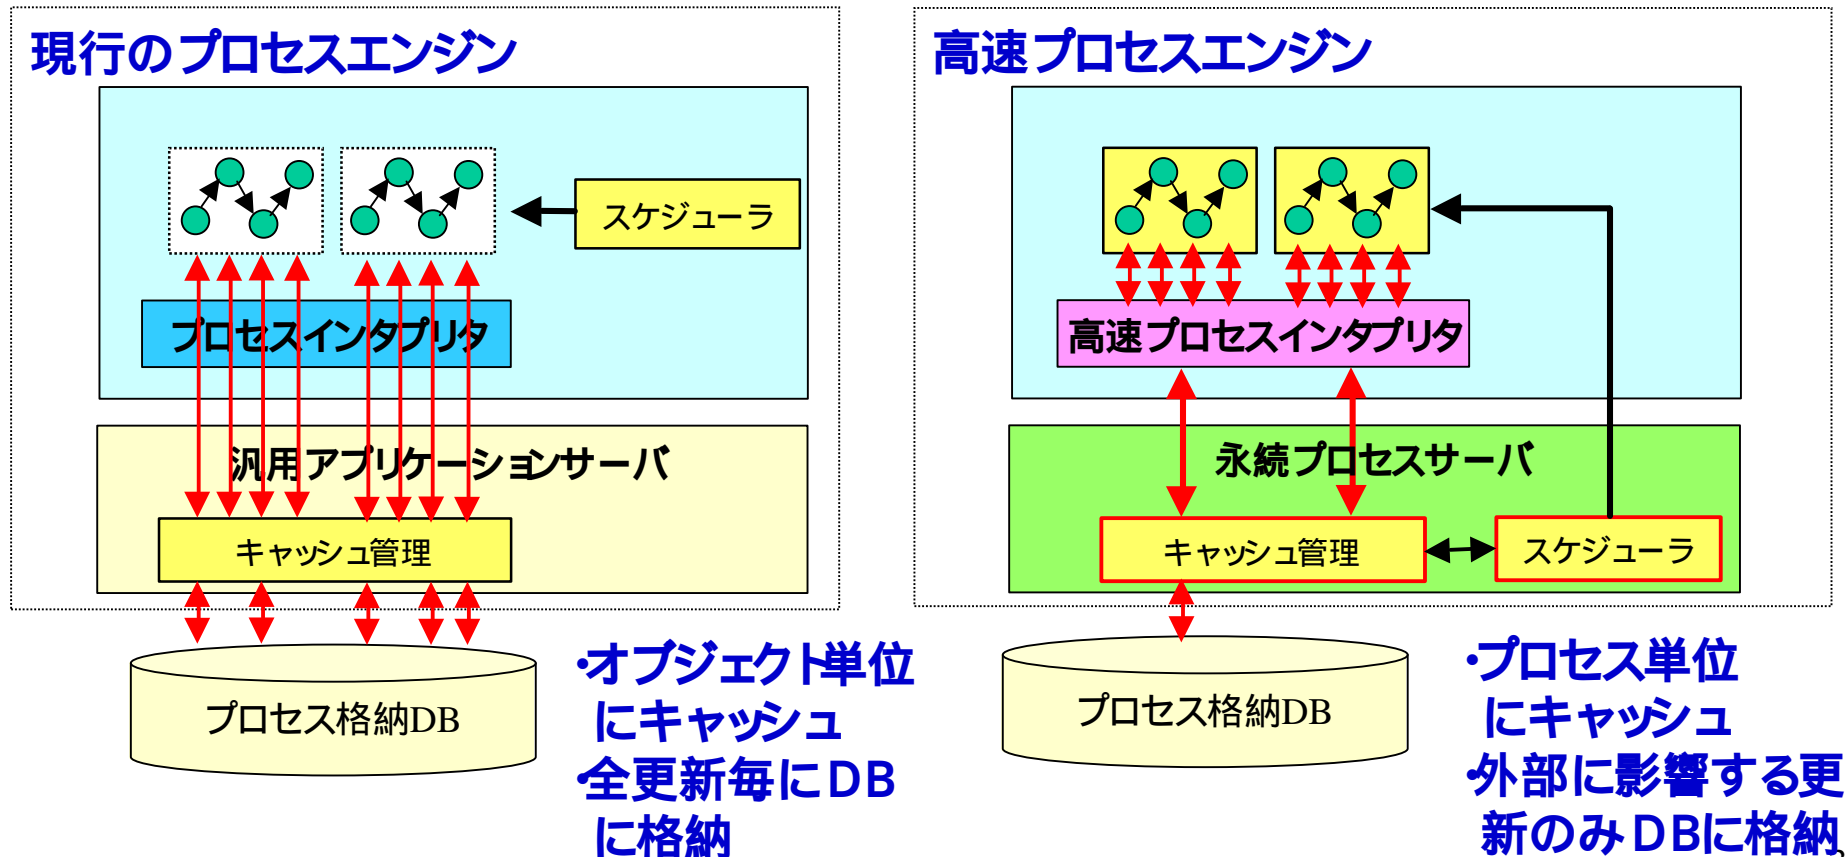 現行のプロセスエンジン
スケジューラ
プロセスインタプリタ
汎用アプリケーションサーバ
キャッシュ管理
プロセス格納DB
・オブジェクト単位
にキャッシュ
・全更新毎にDB
に格納
高速プロセスエンジン
高速プロセスインタプリタ
永続プロセスサーバ
キャッシュ管理
スケジューラ
プロセス格納DB
・プロセス単位
にキャッシュ
・外部に影響する更
新のみDBに格納